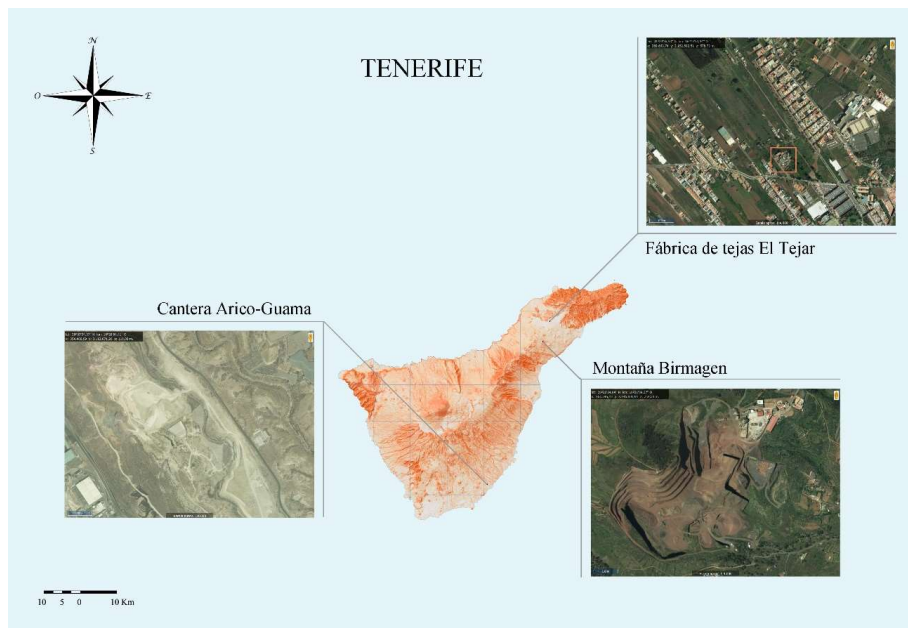 TENERIFE
N
O
E
S
Fábrica de tejas El Tejar
Cantera Arico-Guama
Montaña Birmagen
10 5 0 10 Km